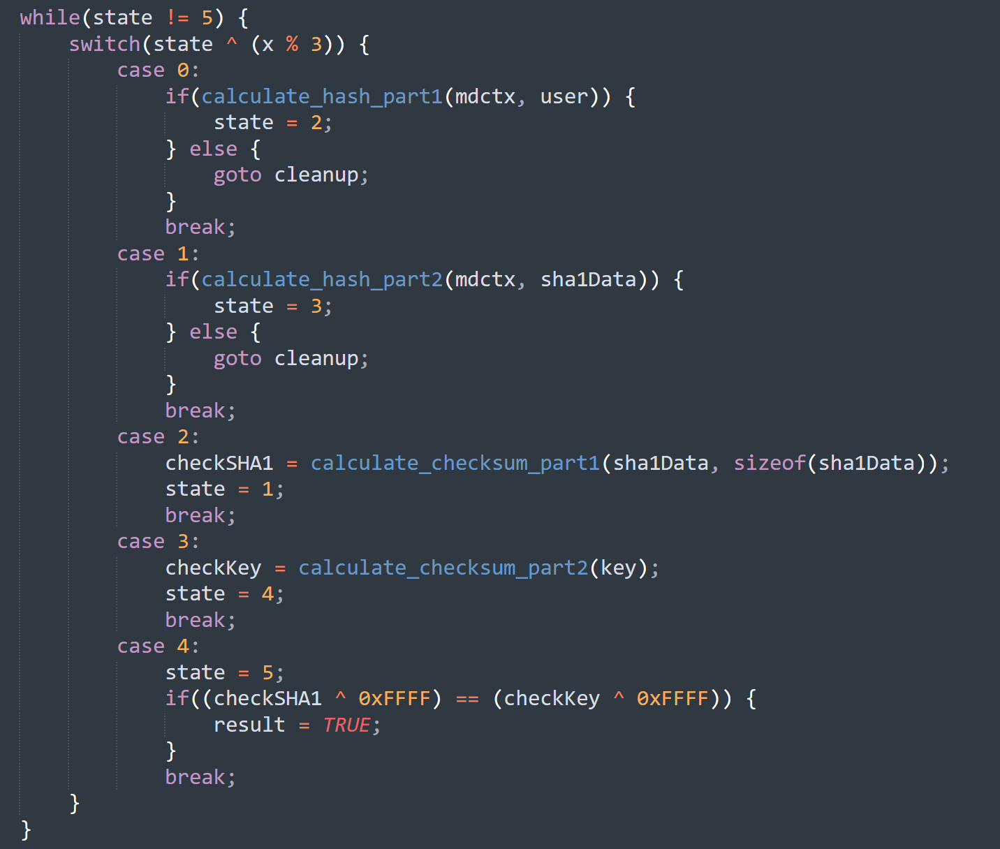 while(state != 5) {
    switch(state ^ (x % 3)) {
        case 0:
            if(calculate_hash_part1(mdctx, user)) {
                state = 2;
            } else {
                goto cleanup;
            }
            break;
        case 1:
            if(calculate_hash_part2(mdctx, sha1Data)) {
                state = 3;
            } else {
                goto cleanup;
            }
            break;
        case 2:
            checkSHA1 = calculate_checksum_part1(sha1Data, sizeof(sha1Data));
            state = 1;
            break;
        case 3:
            checkKey = calculate_checksum_part2(key);
            state = 4;
            break;
        case 4:
            state = 5;
            if((checkSHA1 ^ 0xFFFF) == (checkKey ^ 0xFFFF)) {
                result = TRUE;
            }
            break;
    }
}